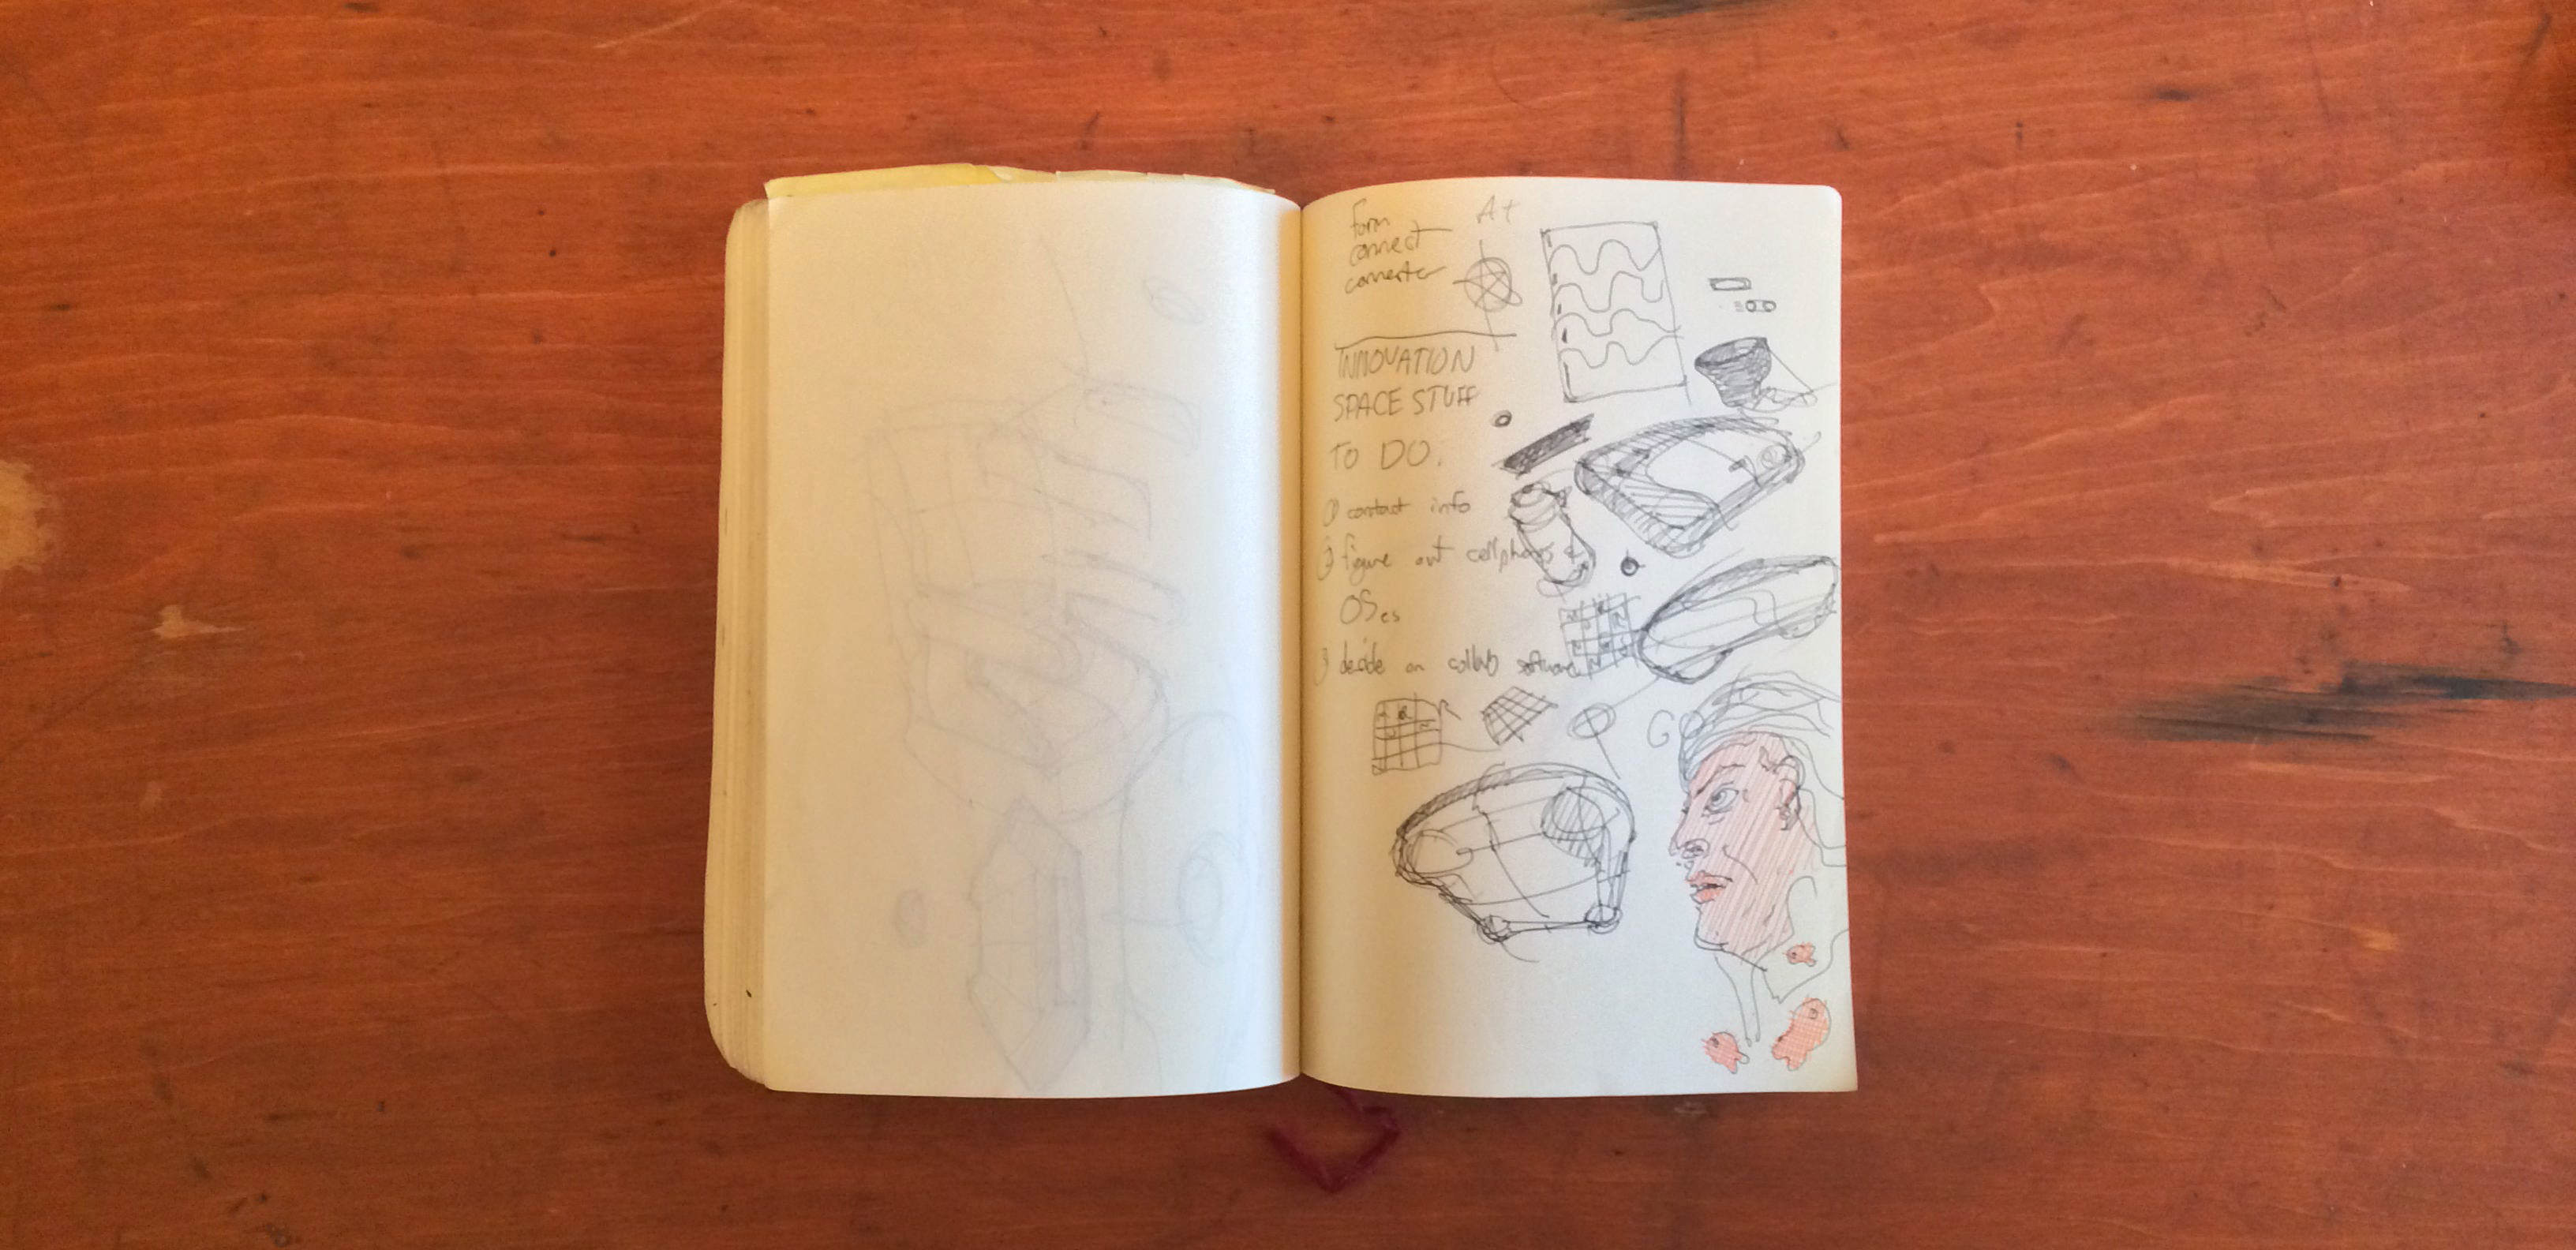 Form
connect
connector
A+
INNOVATION
SPACE STUFF
TO DO:
① contact info
② figure out cellphones &
OSes
3) decide on collab software